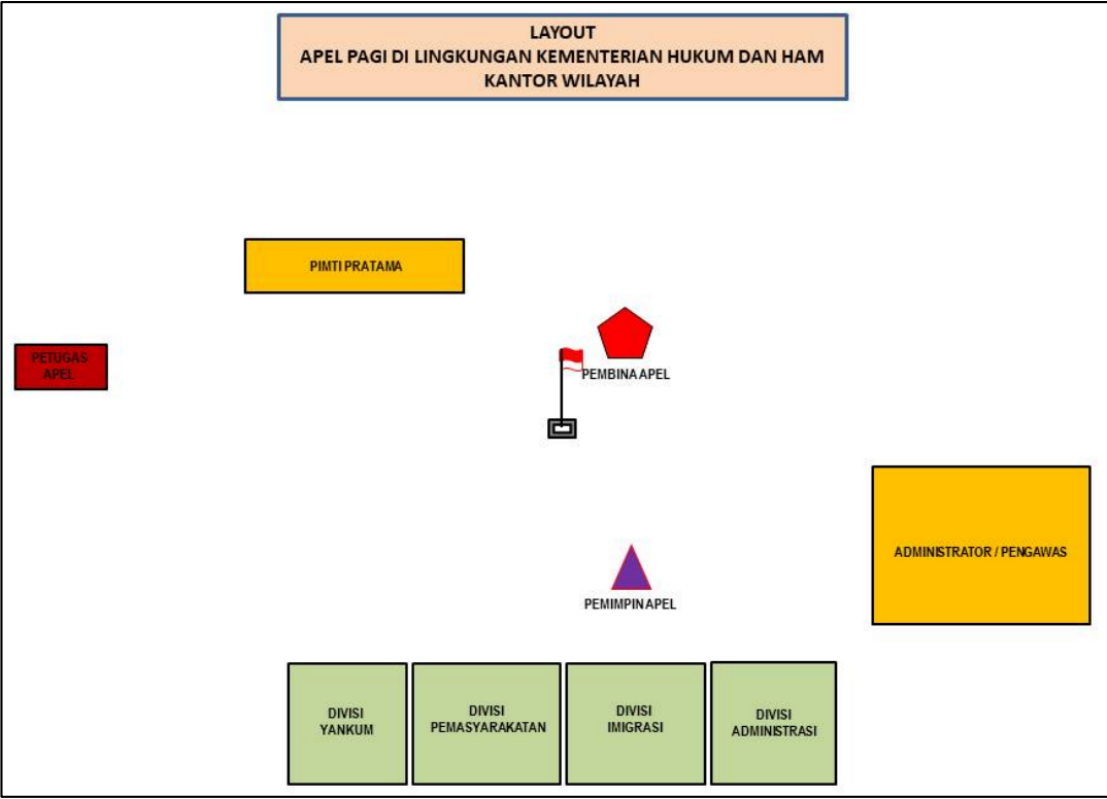 LAYOUT
APEL PAGI DI LINGKUNGAN KEMENTERIAN HUKUM DAN HAM
KANTOR WILAYAH
PIMTI PRATAMA
PETUGAS
APEL
PEMBINA APEL
ADMINISTRATOR / PENGAWAS
PEMIMPIN APEL
DIVISI
YANKUM
DIVISI
PEMASYARAKATAN
DIVISI
IMIGRASI
DIVISI
ADMINISTRASI